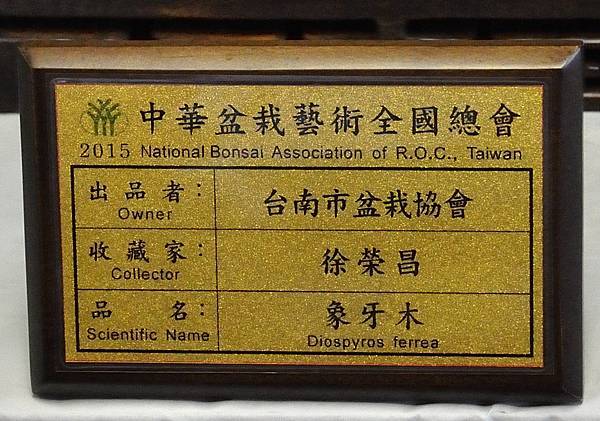 中華盆栽藝術全國總會
2015 National Bonsai Association of R.O.C., Taiwan
出品者：
Owner
台南市盆栽協會
收藏家：
Collector
徐榮昌
品名：
Scientific Name
象牙木
Diospyros ferrea